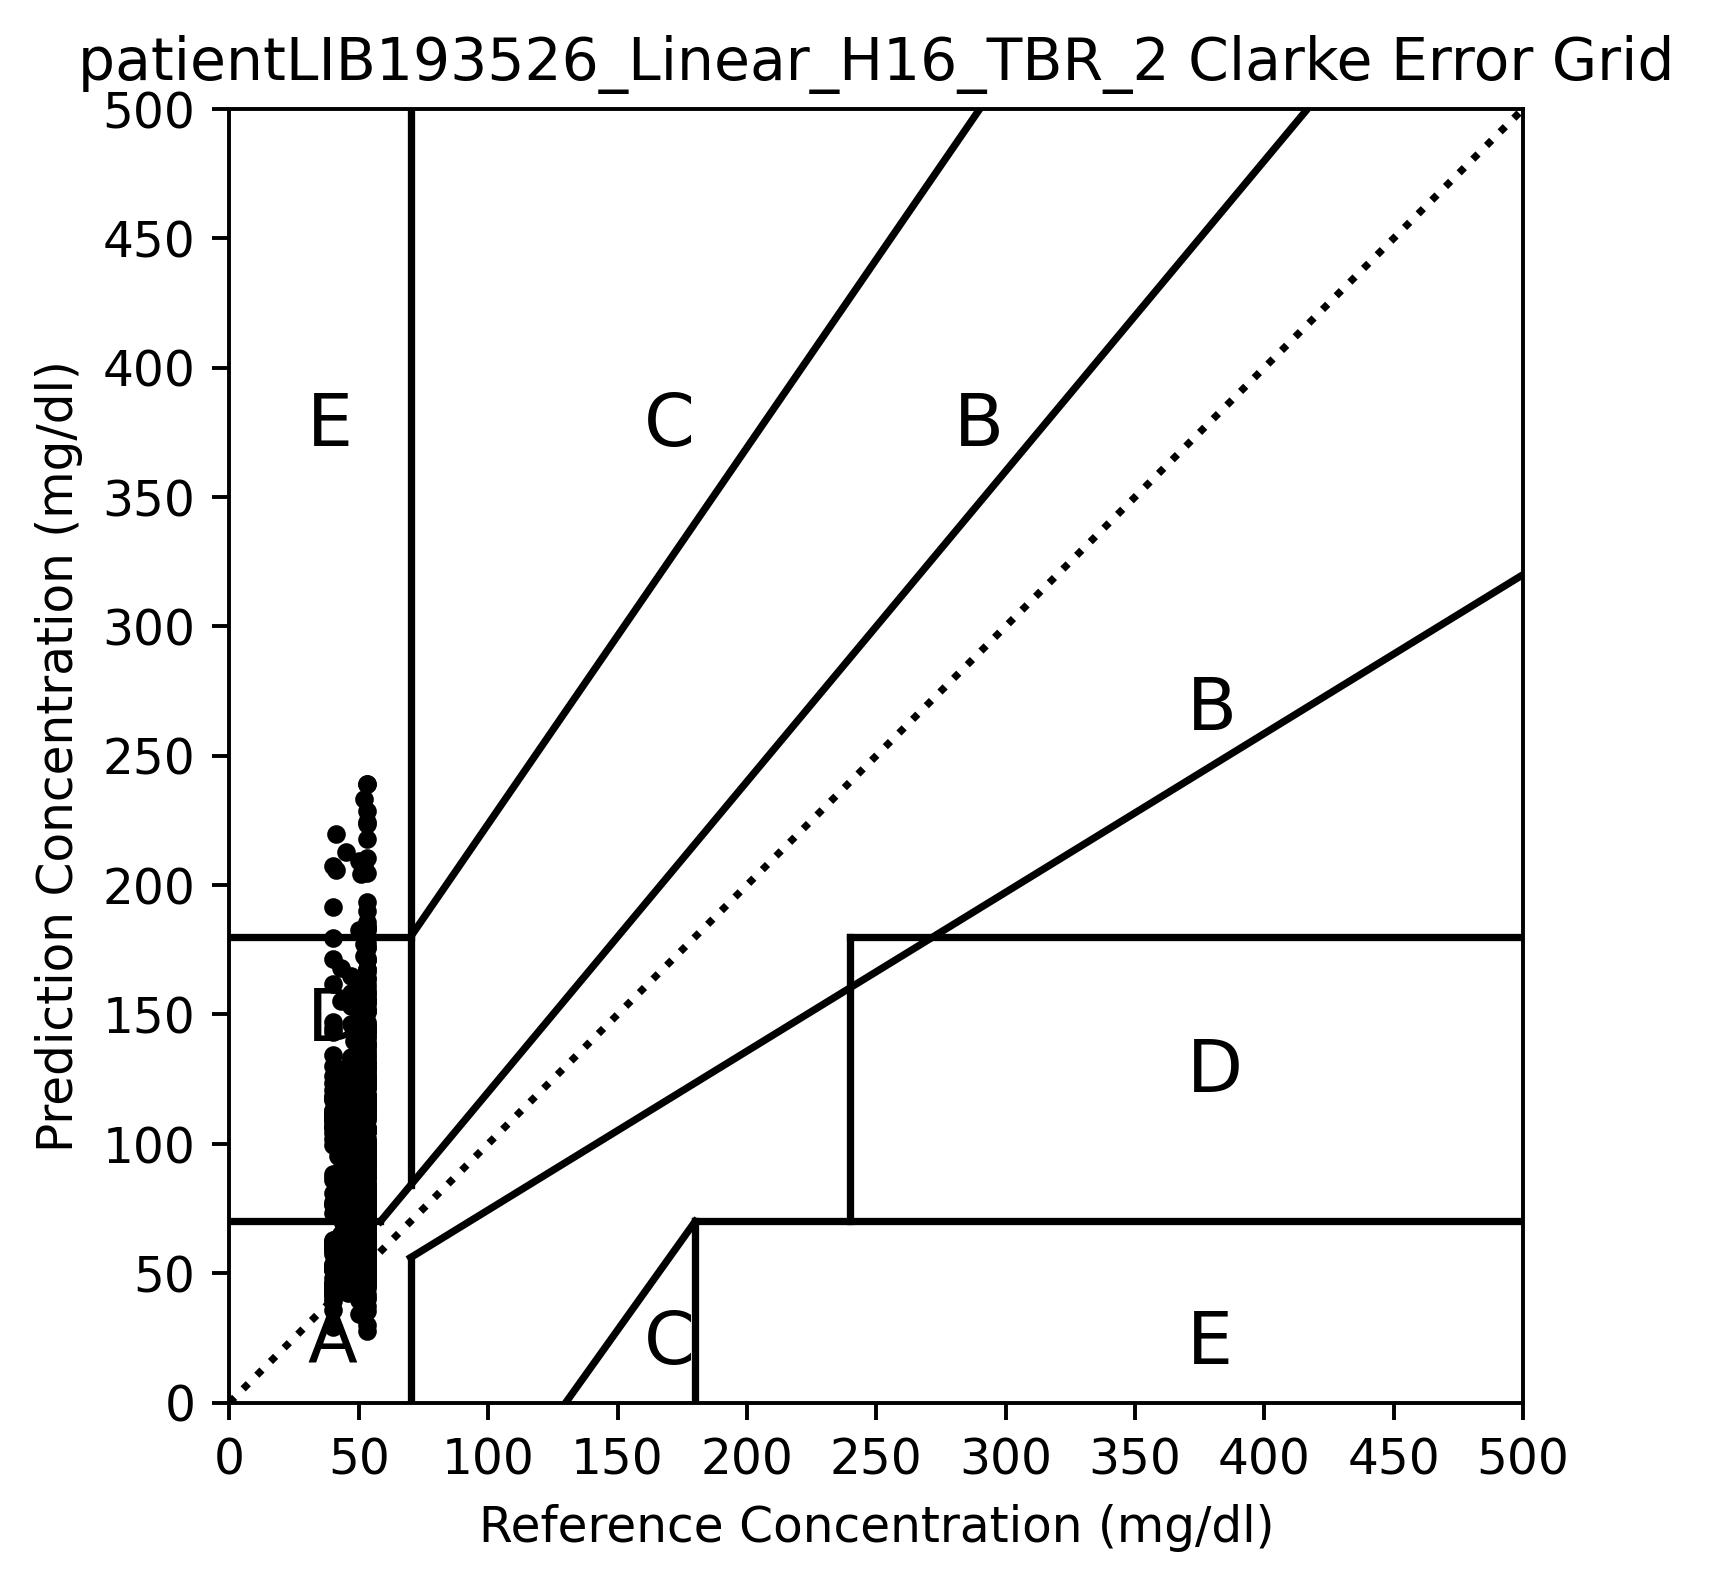 patientLIB193526_Linear_H16_TBR_2 Clarke Error Grid
500
450
400
350
300
250
200
150
100
50
0
Prediction Concentration (mg/dl)
E
C
B
B
D
D
A
C
E
0 50 100 150 200 250 300 350 400 450 500
Reference Concentration (mg/dl)